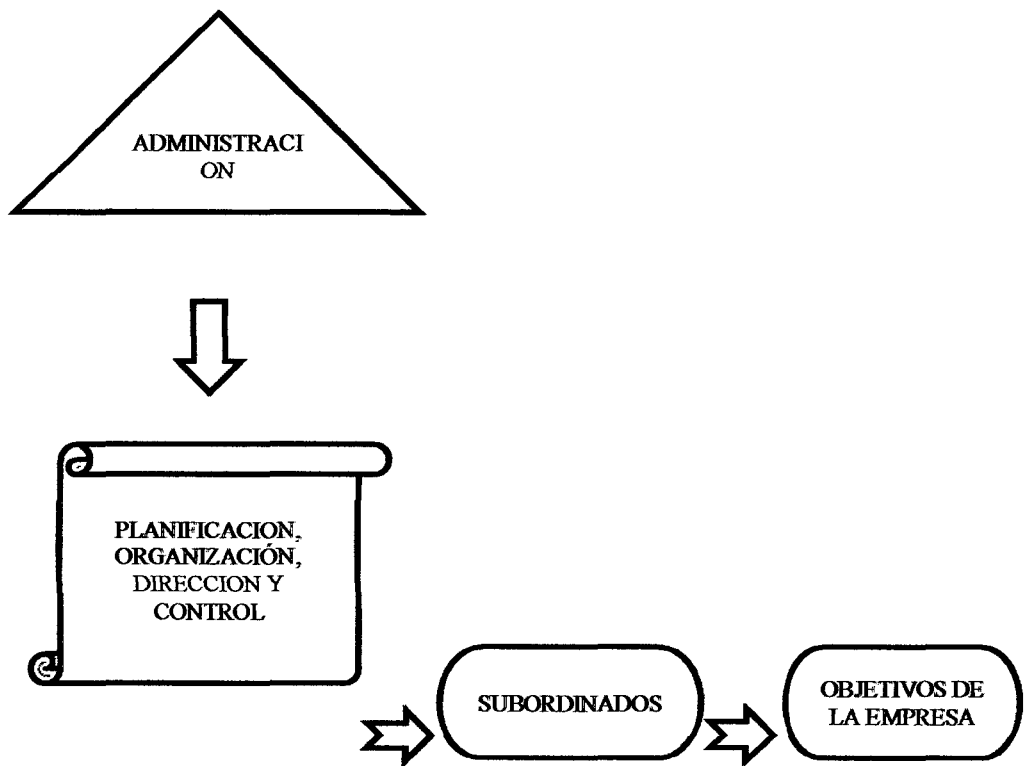 ADMINISTRACI
ON
PLANIFICACION,
ORGANIZACIÓN,
DIRECCION Y
CONTROL
SUBORDINADOS
OBJETIVOS DE
LA EMPRESA